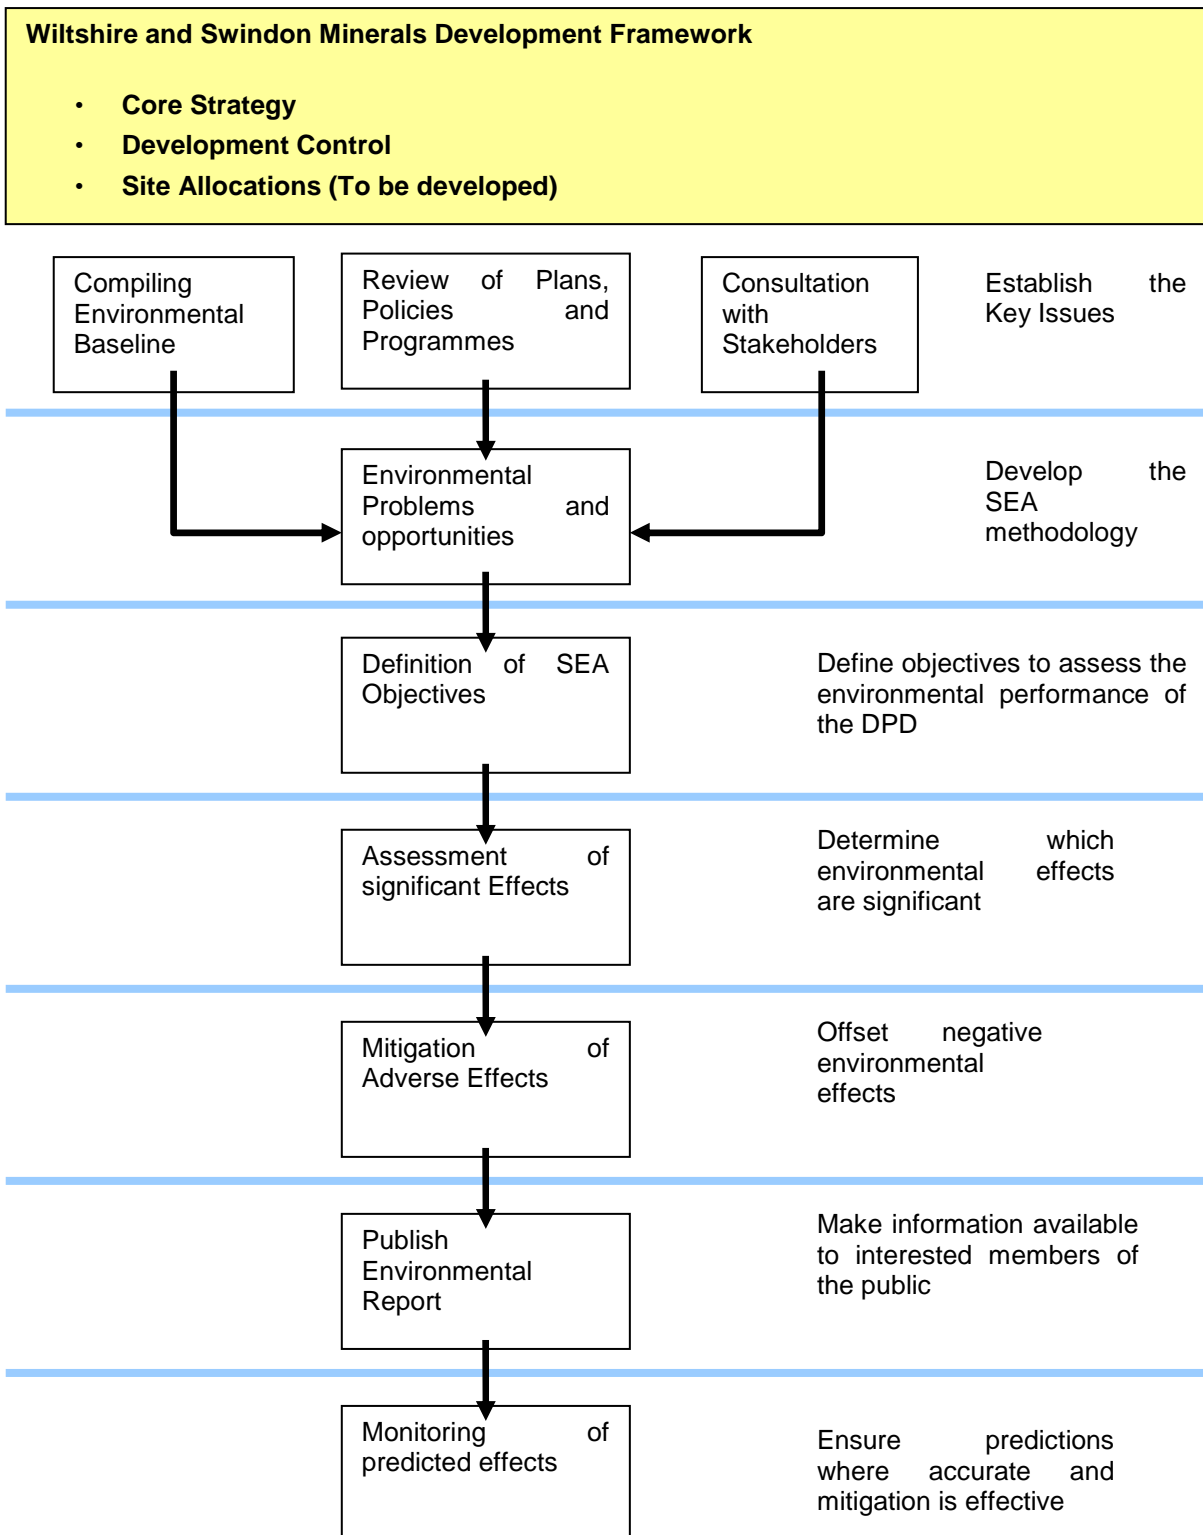 Wiltshire and Swindon Minerals Development Framework
• Core Strategy
• Development Control
• Site Allocations (To be developed)
Compiling
Environmental
Baseline
Review of Plans,
Policies and
Programmes
Consultation
with
Stakeholders
Establish the
Key Issues
Environmental
Problems and
opportunities
Develop the
SEA
methodology
Definition of SEA
Objectives
Define objectives to assess the
environmental performance of
the DPD
Assessment of
significant Effects
Determine which
environmental effects
are significant
Mitigation of
Adverse Effects
Offset negative
environmental
effects
Publish
Environmental
Report
Make information available
to interested members of
the public
Monitoring of
predicted effects
Ensure predictions
where accurate and
mitigation is effective